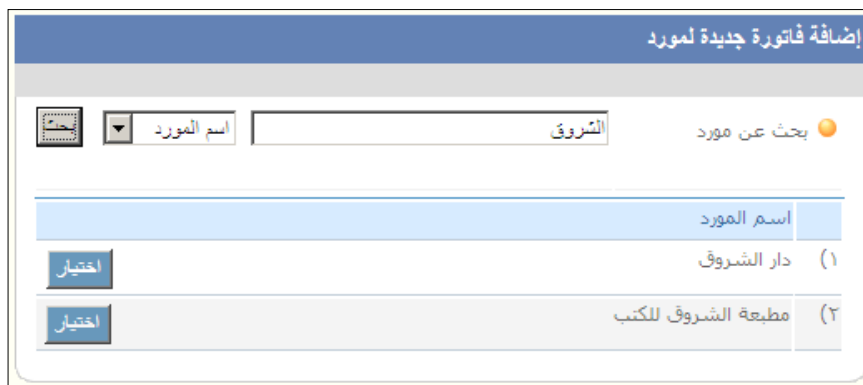 إضافة فاتورة جديدة لمورد
بحث عن مورد الشروق اسم المورد بحث
اسم المورد
١) دار الشروق اختيار
٢) مطبعة الشروق للكتب اختيار